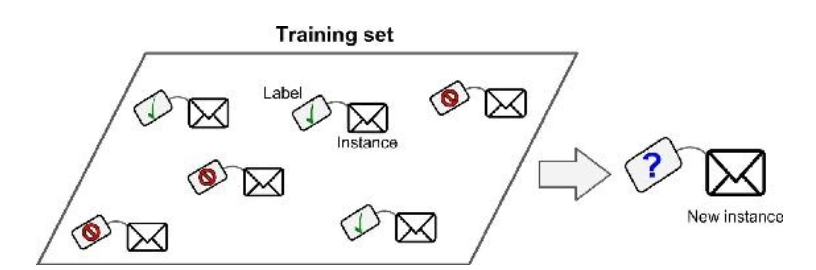 Training set
Label
Instance
?
New instance